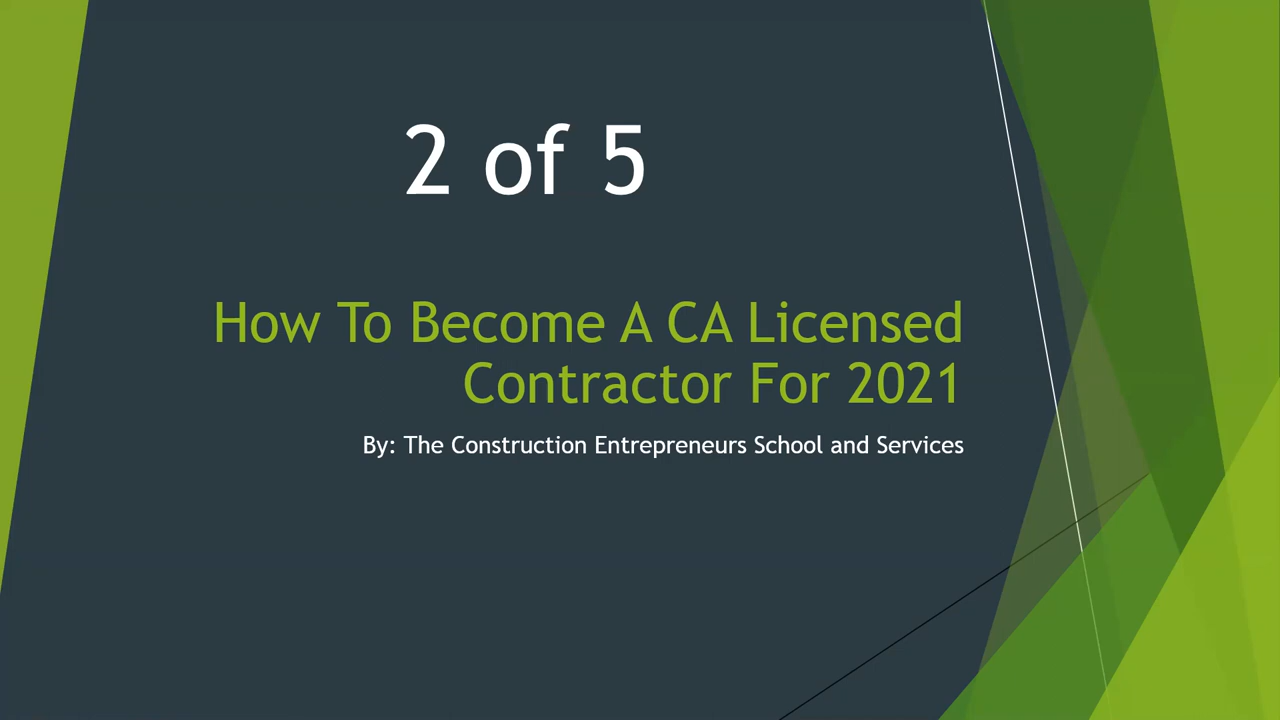 2 of 5
How To Become A CA Licensed
Contractor For 2021
By: The Construction Entrepreneurs School and Services